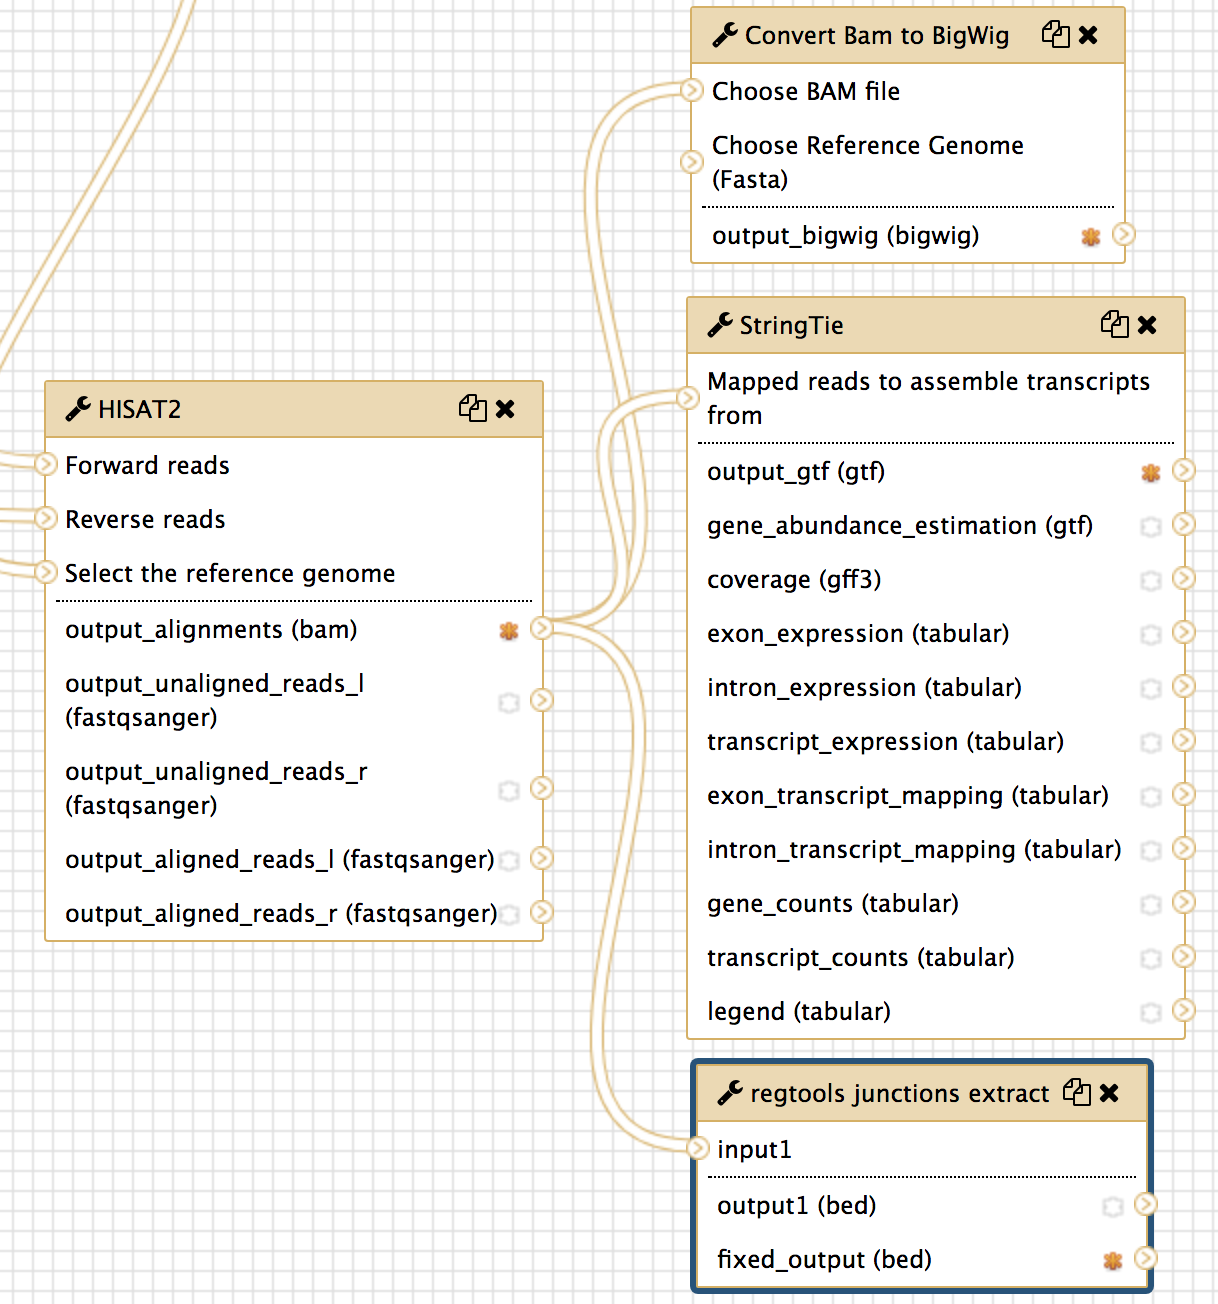 Convert Bam to BigWig
Choose BAM file
Choose Reference Genome
(Fasta)
output_bigwig (bigwig)
StringTie
Mapped reads to assemble transcripts
from
output_gtf (gtf)
gene_abundance_estimation (gtf)
coverage (gff3)
exon_expression (tabular)
intron_expression (tabular)
transcript_expression (tabular)
exon_transcript_mapping (tabular)
intron_transcript_mapping (tabular)
gene_counts (tabular)
transcript_counts (tabular)
legend (tabular)
HISAT2
Forward reads
Reverse reads
Select the reference genome
output_alignments (bam)
output_unaligned_reads_l
(fastqsanger)
output_unaligned_reads_r
(fastqsanger)
output_aligned_reads_l (fastqsanger)
output_aligned_reads_r (fastqsanger)
regtools junctions extract
input1
output1 (bed)
fixed_output (bed)